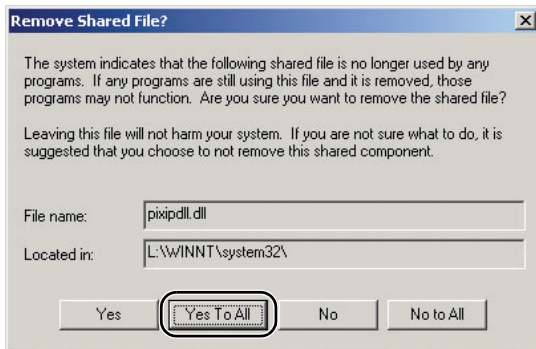 Remove Shared File?
The system indicates that the following shared file is no longer used by any
programs. If any programs are still using this file and it is removed, those
programs may not function. Are you sure you want to remove the shared file?
Leaving this file will not harm your system. If you are not sure what to do, it is
suggested that you choose to not remove this shared component.
File name: pixipdll.dll
Located in: L:\WINNT\system32\
Yes Yes To All No No to All